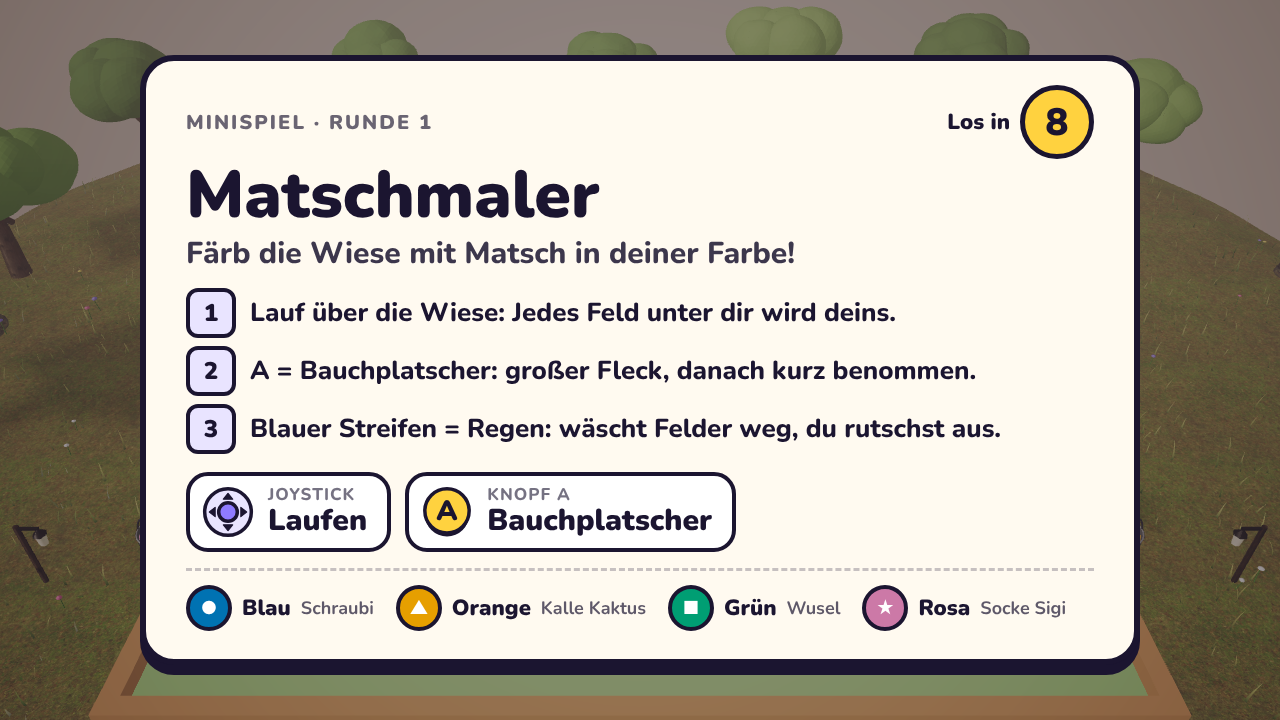 MINISPIEL · RUNDE 1
Los in 8
Matschmaler
Färb die Wiese mit Matsch in deiner Farbe!
1 Lauf über die Wiese: Jedes Feld unter dir wird deins.
2 A = Bauchplatscher: großer Fleck, danach kurz benommen.
3 Blauer Streifen = Regen: wäscht Felder weg, du rutschst aus.
JOYSTICK
Laufen
A
KNOPF A
Bauchplatscher
Blau Schraubi
Orange Kalle Kaktus
Grün Wusel
Rosa Socke Sigi